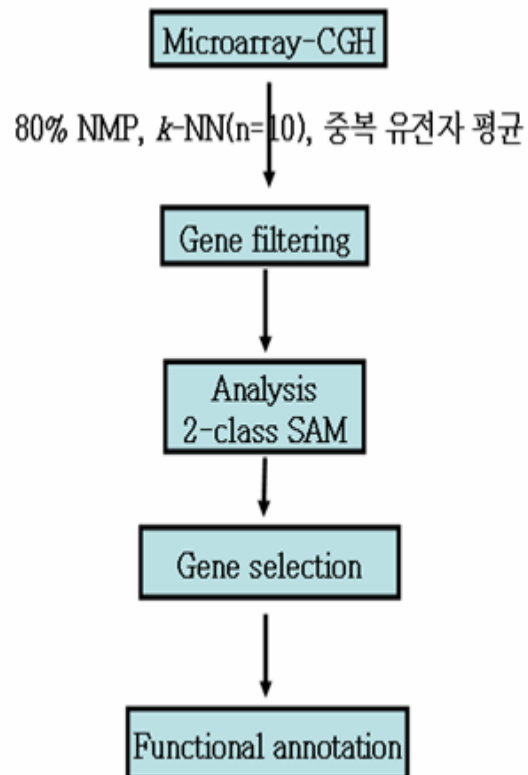 Microarray-CGH
80% NMP, k-NN(n=10), 중복 유전자 평균
Gene filtering
Analysis
2-class SAM
Gene selection
Functional annotation